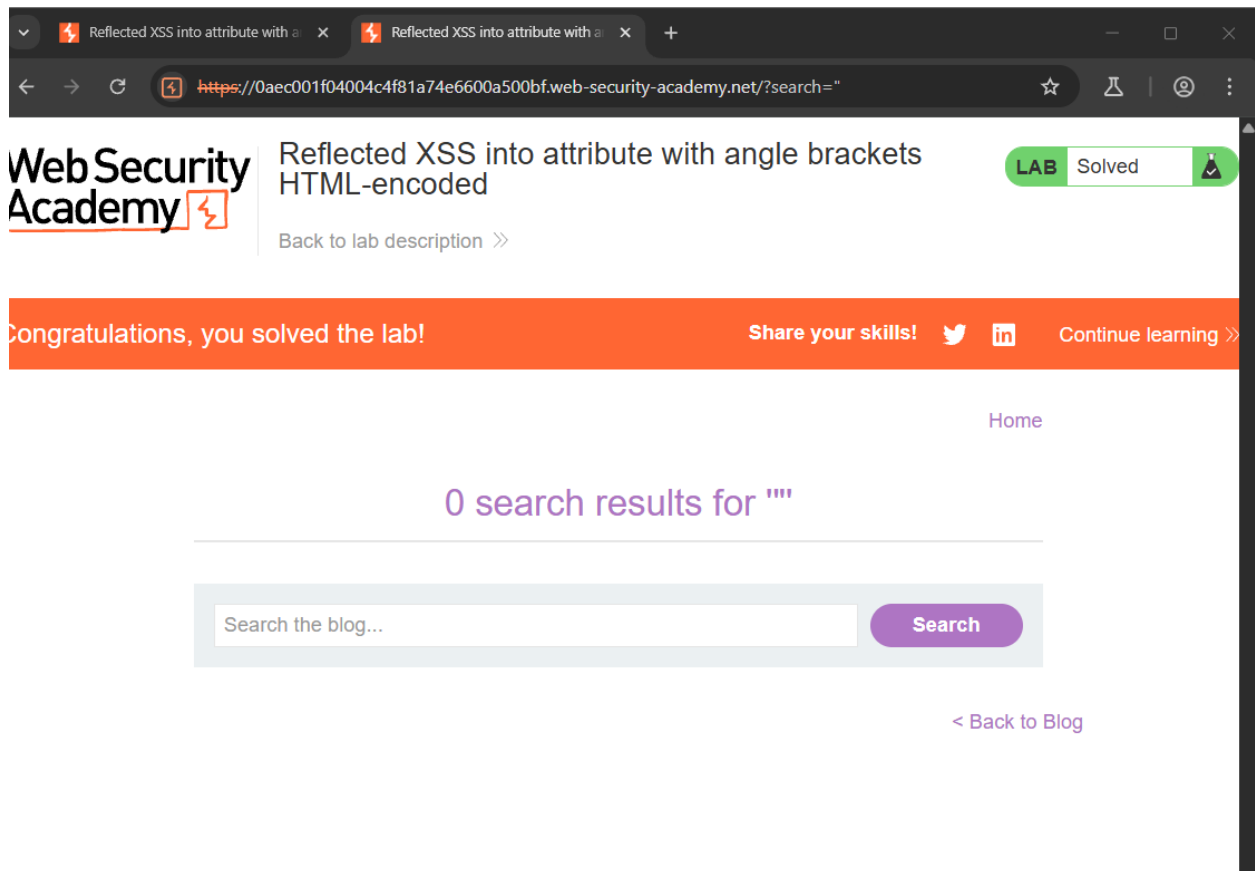 Reflected XSS into attribute with a
Reflected XSS into attribute with a
https://0aec001f04004c4f81a74e6600a500bf.web-security-academy.net/?search="
Web Security
Academy
Reflected XSS into attribute with angle brackets
HTML-encoded
Back to lab description
LAB Solved
Congratulations, you solved the lab!
Share your skills!
in
Continue learning
Home
0 search results for '"'
Search the blog...
Search
< Back to Blog